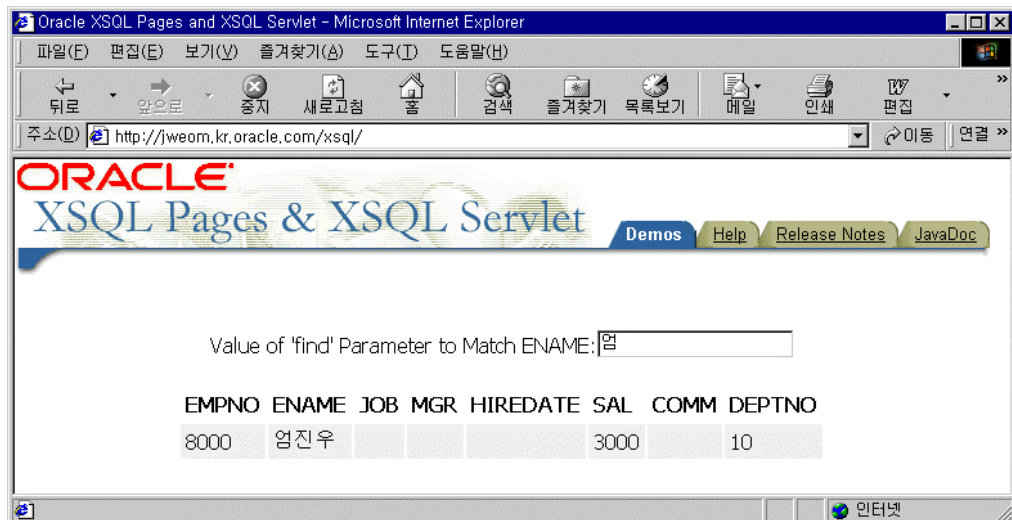 Oracle XSQL Pages and XSQL Servlet - Microsoft Internet Explorer
파일(F) 편집(E) 보기(V) 즐겨찾기(A) 도구(T) 도움말(H)
뒤로 앞으로 중지 새로고침 홈 검색 즐겨찾기 목록보기 메일 인쇄 편집 »
주소(D) http://jweom.kr.oracle.com/xsql/ 이동 연결 »
ORACLE
XSQL Pages & XSQL Servlet
Demos Help Release Notes JavaDoc
Value of 'find' Parameter to Match ENAME: 엄
EMPNO ENAME JOB MGR HIREDATE SAL COMM DEPTNO
8000 엄진우 3000 10
인터넷